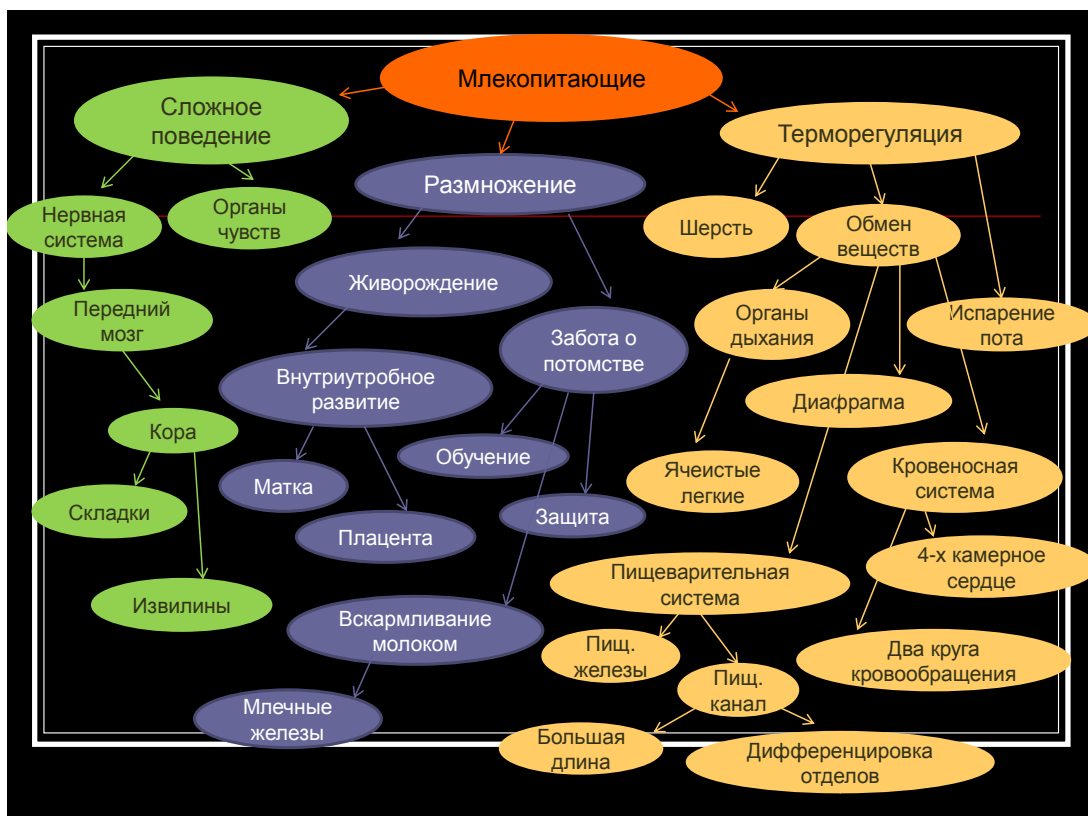 Млекопитающие
Сложное
поведение
Терморегуляция
Размножение
Нервная
система
Органы
чувств
Шерсть
Обмен
веществ
Живорождение
Передний
мозг
Забота о
потомстве
Органы
дыхания
Испарение
пота
Внутриутробное
развитие
Диафрагма
Кора
Обучение
Матка
Ячеистые
легкие
Кровеносная
система
Складки
Плацента
Защита
4-х камерное
сердце
Пищеварительная
система
Извилины
Вскармливание
молоком
Пищ.
железы
Два круга
кровообращения
Пищ.
канал
Млечные
железы
Большая
длина
Дифференцировка
отделов